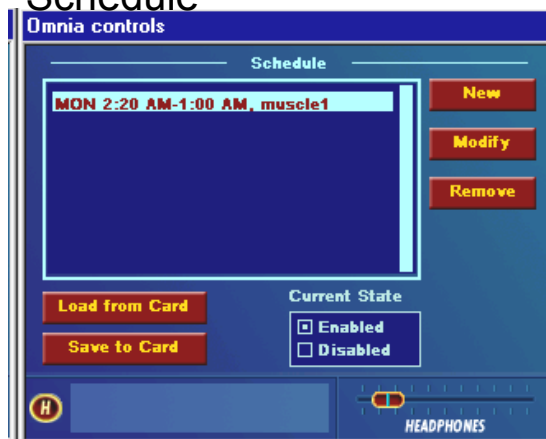 Schedule
Omnia controls
Schedule
MON 2:20 AM-1:00 AM, muscle1
New
Modify
Remove
Load from Card
Save to Card
Current State
Enabled
Disabled
H
HEADPHONES